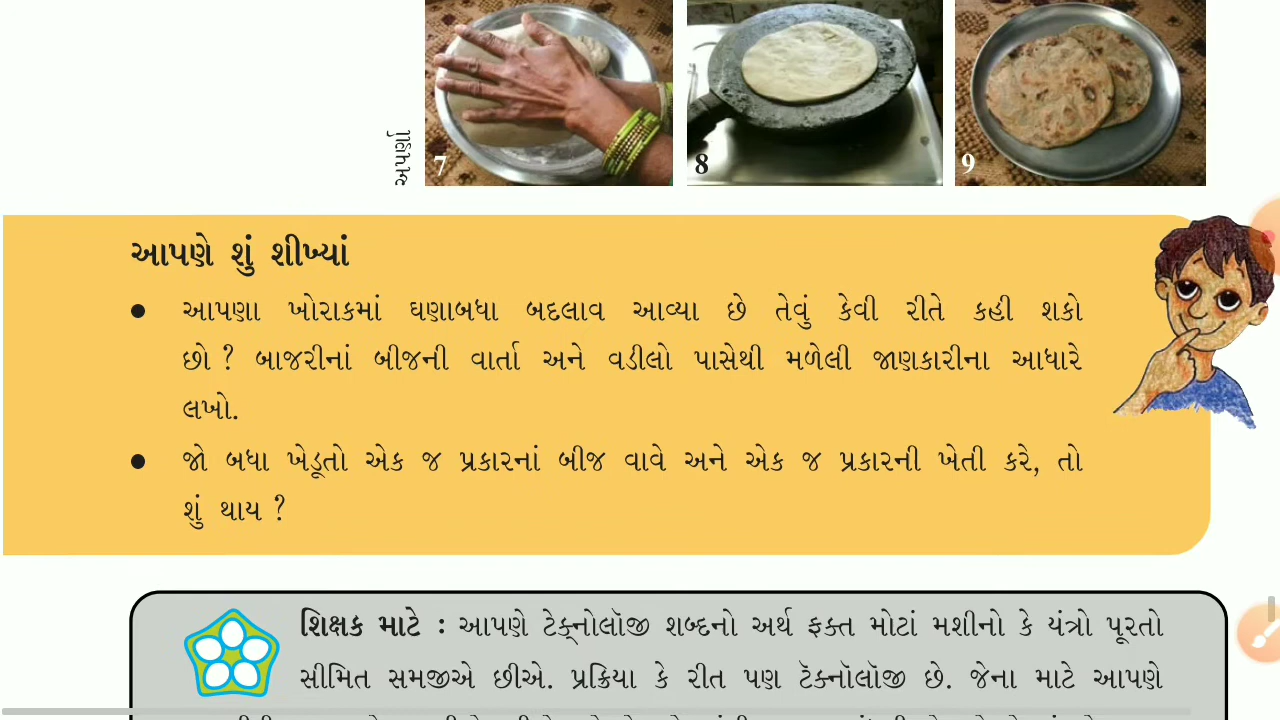 અપર્ણા
7
8
9
આપણે શું શીખ્યાં
● આપણા ખોરાકમાં ઘણાબધા બદલાવ આવ્યા છે તેવું કેવી રીતે કહી શકો
છો ? બાજરીનાં બીજની વાર્તા અને વડીલો પાસેથી મળેલી જાણકારીના આધારે
લખો.
● જો બધા ખેડૂતો એક જ પ્રકારનાં બીજ વાવે અને એક જ પ્રકારની ખેતી કરે, તો
શું થાય ?
શિક્ષક માટે : આપણે ટેક્નોલૉજી શબ્દનો અર્થ ફક્ત મોટાં મશીનો કે યંત્રો પૂરતો
સીમિત સમજીએ છીએ. પ્રક્રિયા કે રીત પણ ટૅક્નૉલૉજી છે. જેના માટે આપણે